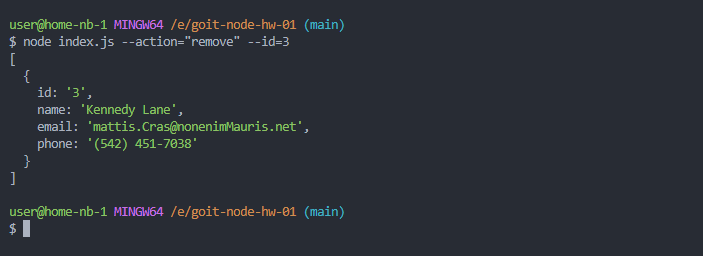 user@home-nb-1 MINGW64 /e/goit-node-hw-01 (main)
$ node index.js --action="remove" --id=3
[
  {
    id: '3',
    name: 'Kennedy Lane',
    email: 'mattis.Cras@nonenimMauris.net',
    phone: '(542) 451-7038'
  }
]

user@home-nb-1 MINGW64 /e/goit-node-hw-01 (main)
$